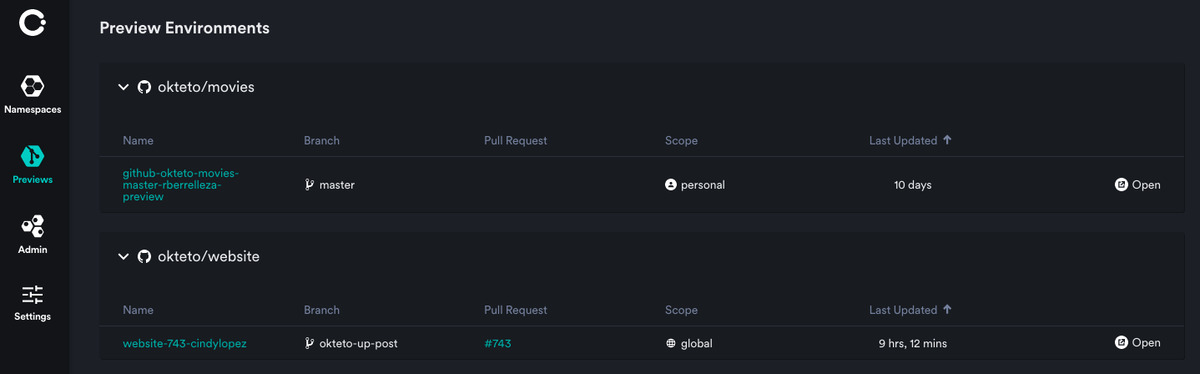 Preview Environments
Namespaces
Previews
Admin
Settings
okteto/movies
Name Branch Pull Request Scope Last Updated
github-okteto-movies-
master-rberrelleza-
preview
master personal 10 days Open
okteto/website
Name Branch Pull Request Scope Last Updated
website-743-cindylopez okteto-up-post #743 global 9 hrs, 12 mins Open